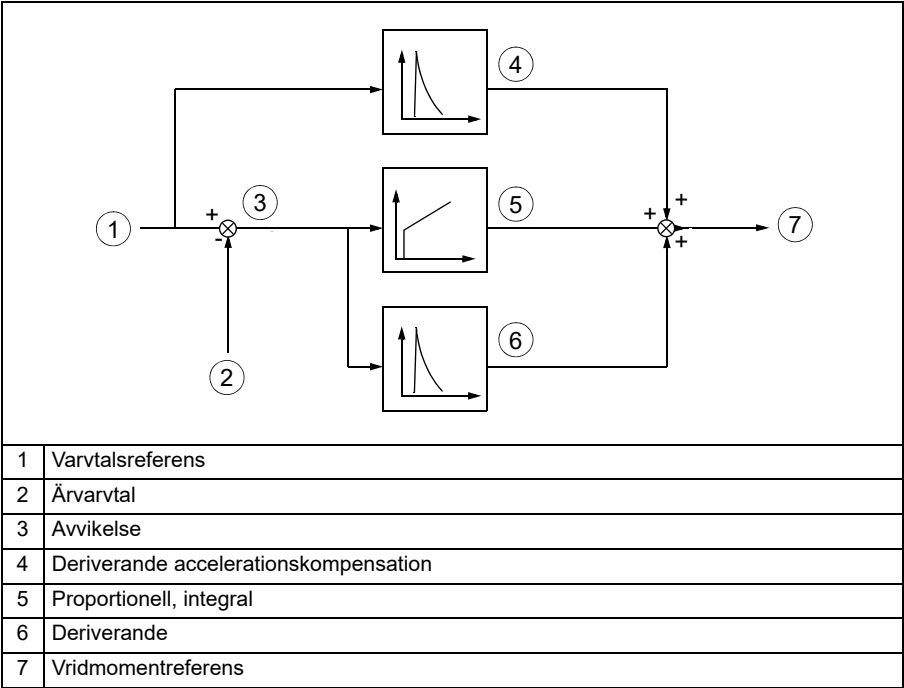 4
+
+
3
5
+
1
7
-
+
6
2
1 Varvtalsreferens
2 Ärvarvtal
3 Avvikelse
4 Deriverande accelerationskompensation
5 Proportionell, integral
6 Deriverande
7 Vridmomentreferens